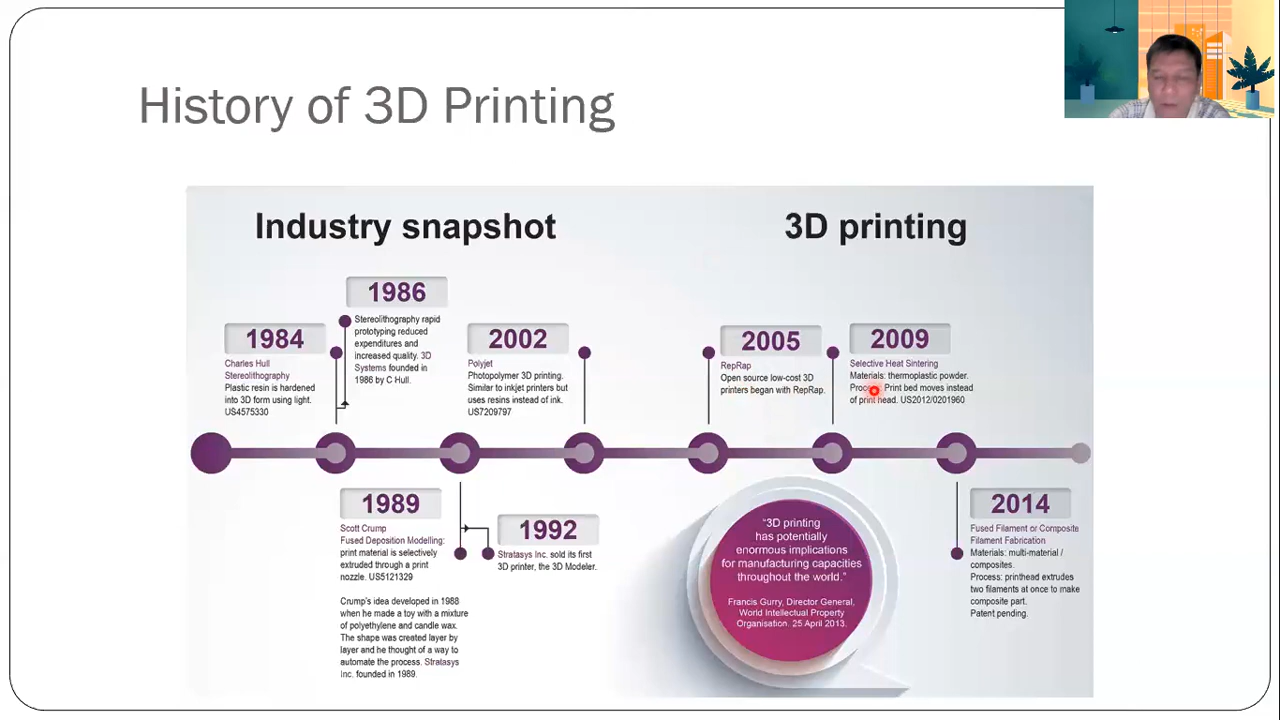 History of 3D Printing
Industry snapshot
3D printing
1984
Charles Hull
Stereolithography
Plastic resin is hardened
into 3D form using light.
US4575330
1986
Stereolithography rapid
prototyping reduced
expenditures and
increased quality. 3D
Systems founded in
1986 by C Hull.
2002
Polyjet
Photopolymer 3D printing.
Similar to inkjet printers but
uses resins instead of ink.
US7209797
2005
RepRap
Open source low-cost 3D
printers began with RepRap.
2009
Selective Heat Sintering
Materials: thermoplastic powder.
Print bed moves instead
of print head. US2012/0201960
1989
Scott Crump
Fused Deposition Modelling:
print material is selectively
extruded through a print
nozzle. US5121329
Crump's idea developed in 1988
when he made a toy with a mixture
of polyethylene and candle wax.
The shape was created layer by
layer and he thought of a way to
automate the process. Stratasys
Inc. founded in 1989.
1992
Stratasys Inc. sold its first
3D printer, the 3D Modeler.
"3D printing
has potentially
enormous implications
for manufacturing capacities
throughout the world."
Francis Gurry, Director General,
World Intellectual Property
Organisation. 25 April 2013.
2014
Fused Filament or Composite
Filament Fabrication
Materials: multi-material /
composites.
Process: printhead extrudes
two filaments at once to make
composite part.
Patent pending.